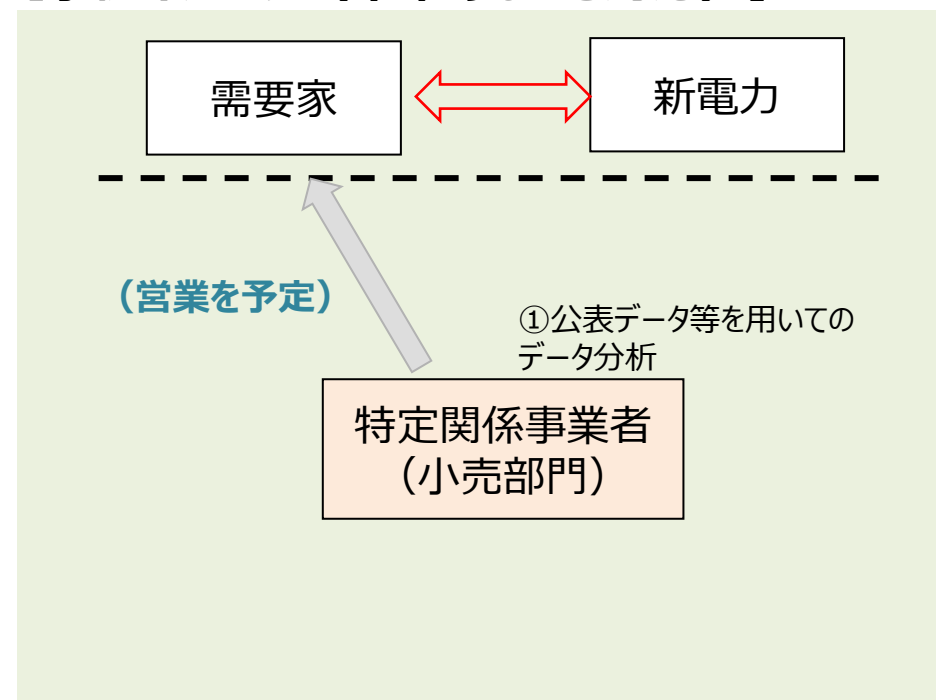 需要家
新電力
(営業を予定)
①公表データ等を用いての
データ分析
特定関係事業者
(小売部門)